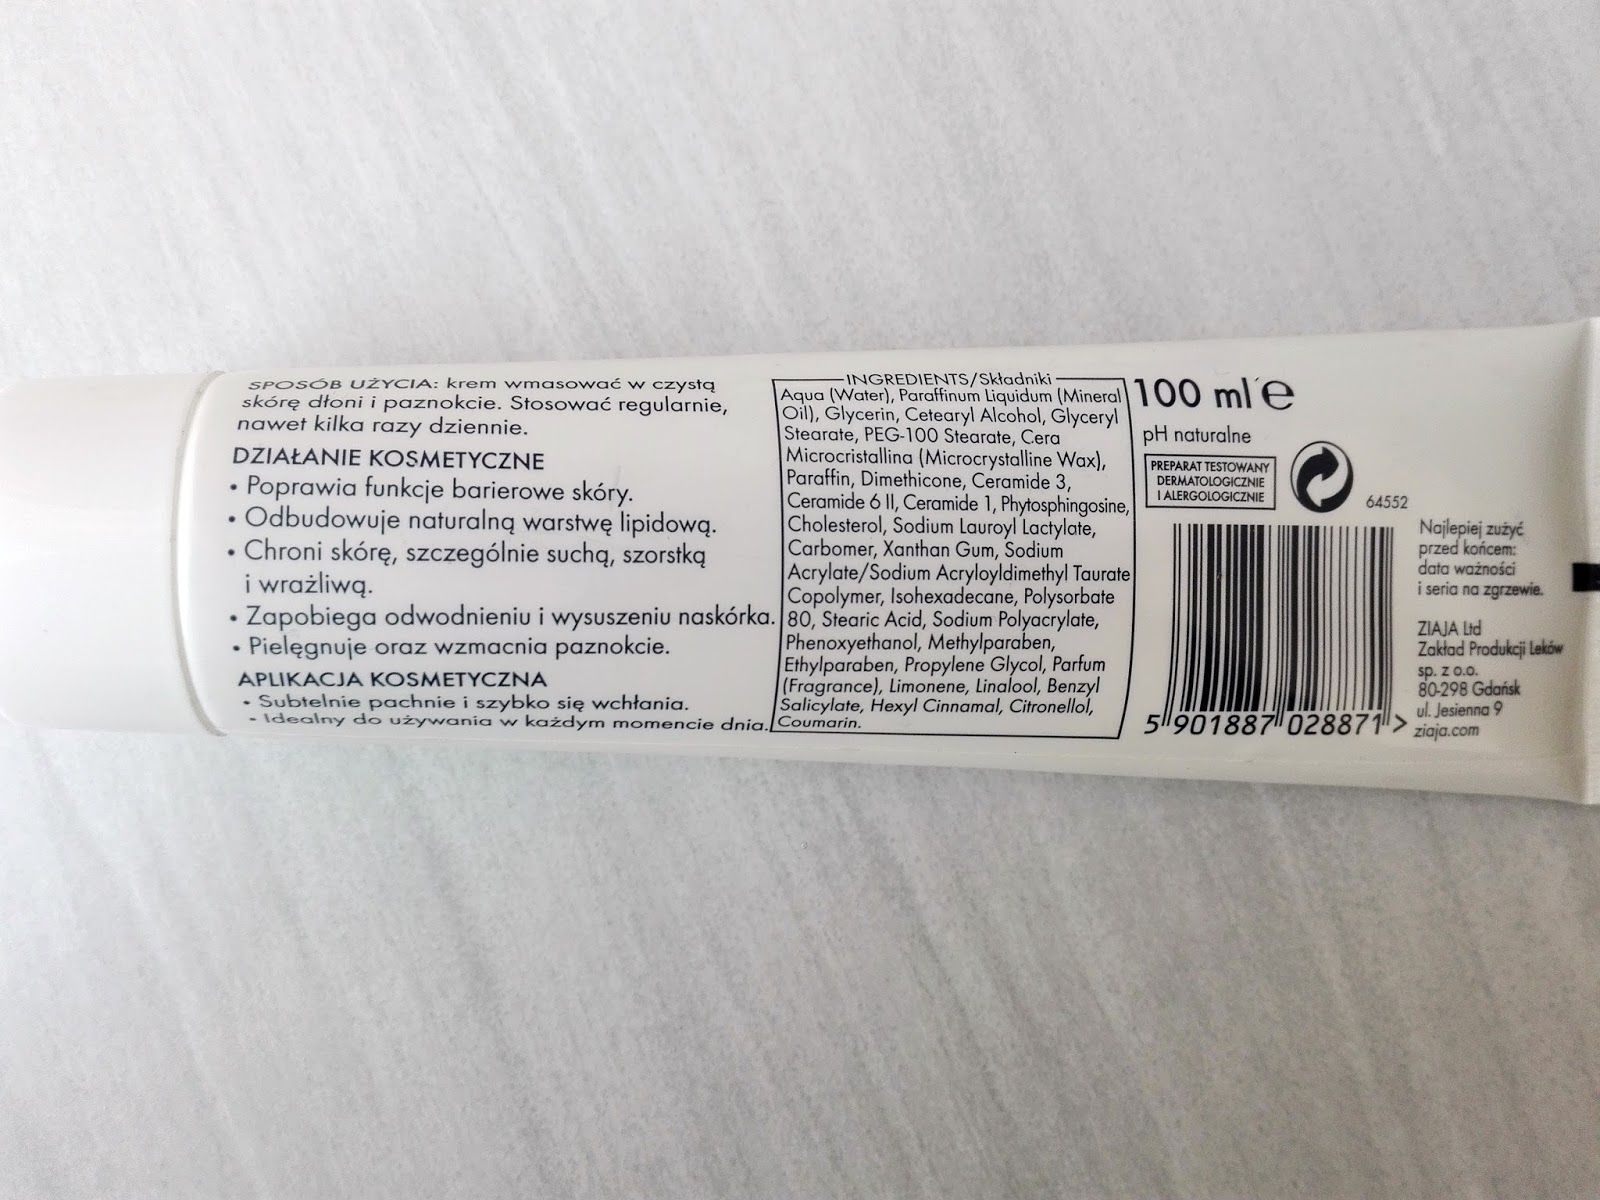 SPOSÓB UŻYCIA: krem wmasować w czystą
skórę dłoni i paznokcie. Stosować regularnie,
nawet kilka razy dziennie.
DZIAŁANIE KOSMETYCZNE
• Poprawia funkcje barierowe skóry.
• Odbudowuje naturalną warstwę lipidową.
• Chroni skórę, szczególnie suchą, szorstką
i wrażliwą.
• Zapobiega odwodnieniu i wysuszeniu naskórka.
• Pielęgnuje oraz wzmacnia paznokcie.
APLIKACJA KOSMETYCZNA
• Subtelnie pachnie i szybko się wchłania.
• Idealny do używania w każdym momencie dnia.
INGREDIENTS/Składniki
Aqua (Water), Paraffinum Liquidum (Mineral
Oil), Glycerin, Cetearyl Alcohol, Glyceryl
Stearate, PEG-100 Stearate, Cera
Microcristallina (Microcrystalline Wax),
Paraffin, Dimethicone, Ceramide 3,
Ceramide 6 II, Ceramide 1, Phytosphingosine,
Cholesterol, Sodium Lauroyl Lactylate,
Carbomer, Xanthan Gum, Sodium
Acrylate/Sodium Acryloyldimethyl Taurate
Copolymer, Isohexadecane, Polysorbate
80, Stearic Acid, Sodium Polyacrylate,
Phenoxyethanol, Methylparaben,
Ethylparaben, Propylene Glycol, Parfum
(Fragrance), Limonene, Linalool, Benzyl
Salicylate, Hexyl Cinnamal, Citronellol,
Coumarin.
100 ml e
pH naturalne
PREPARAT TESTOWANY
DERMATOLOGICZNIE
I ALERGOLOGICZNIE
64552
5 901887 028871 >
Najlepiej zużyć
przed końcem:
data ważności
i seria na zgrzewie.
ZIAJA Ltd
Zakład Produkcji Leków
sp. z o.o.
80-298 Gdańsk
ul. Jesienna 9
ziaja.com